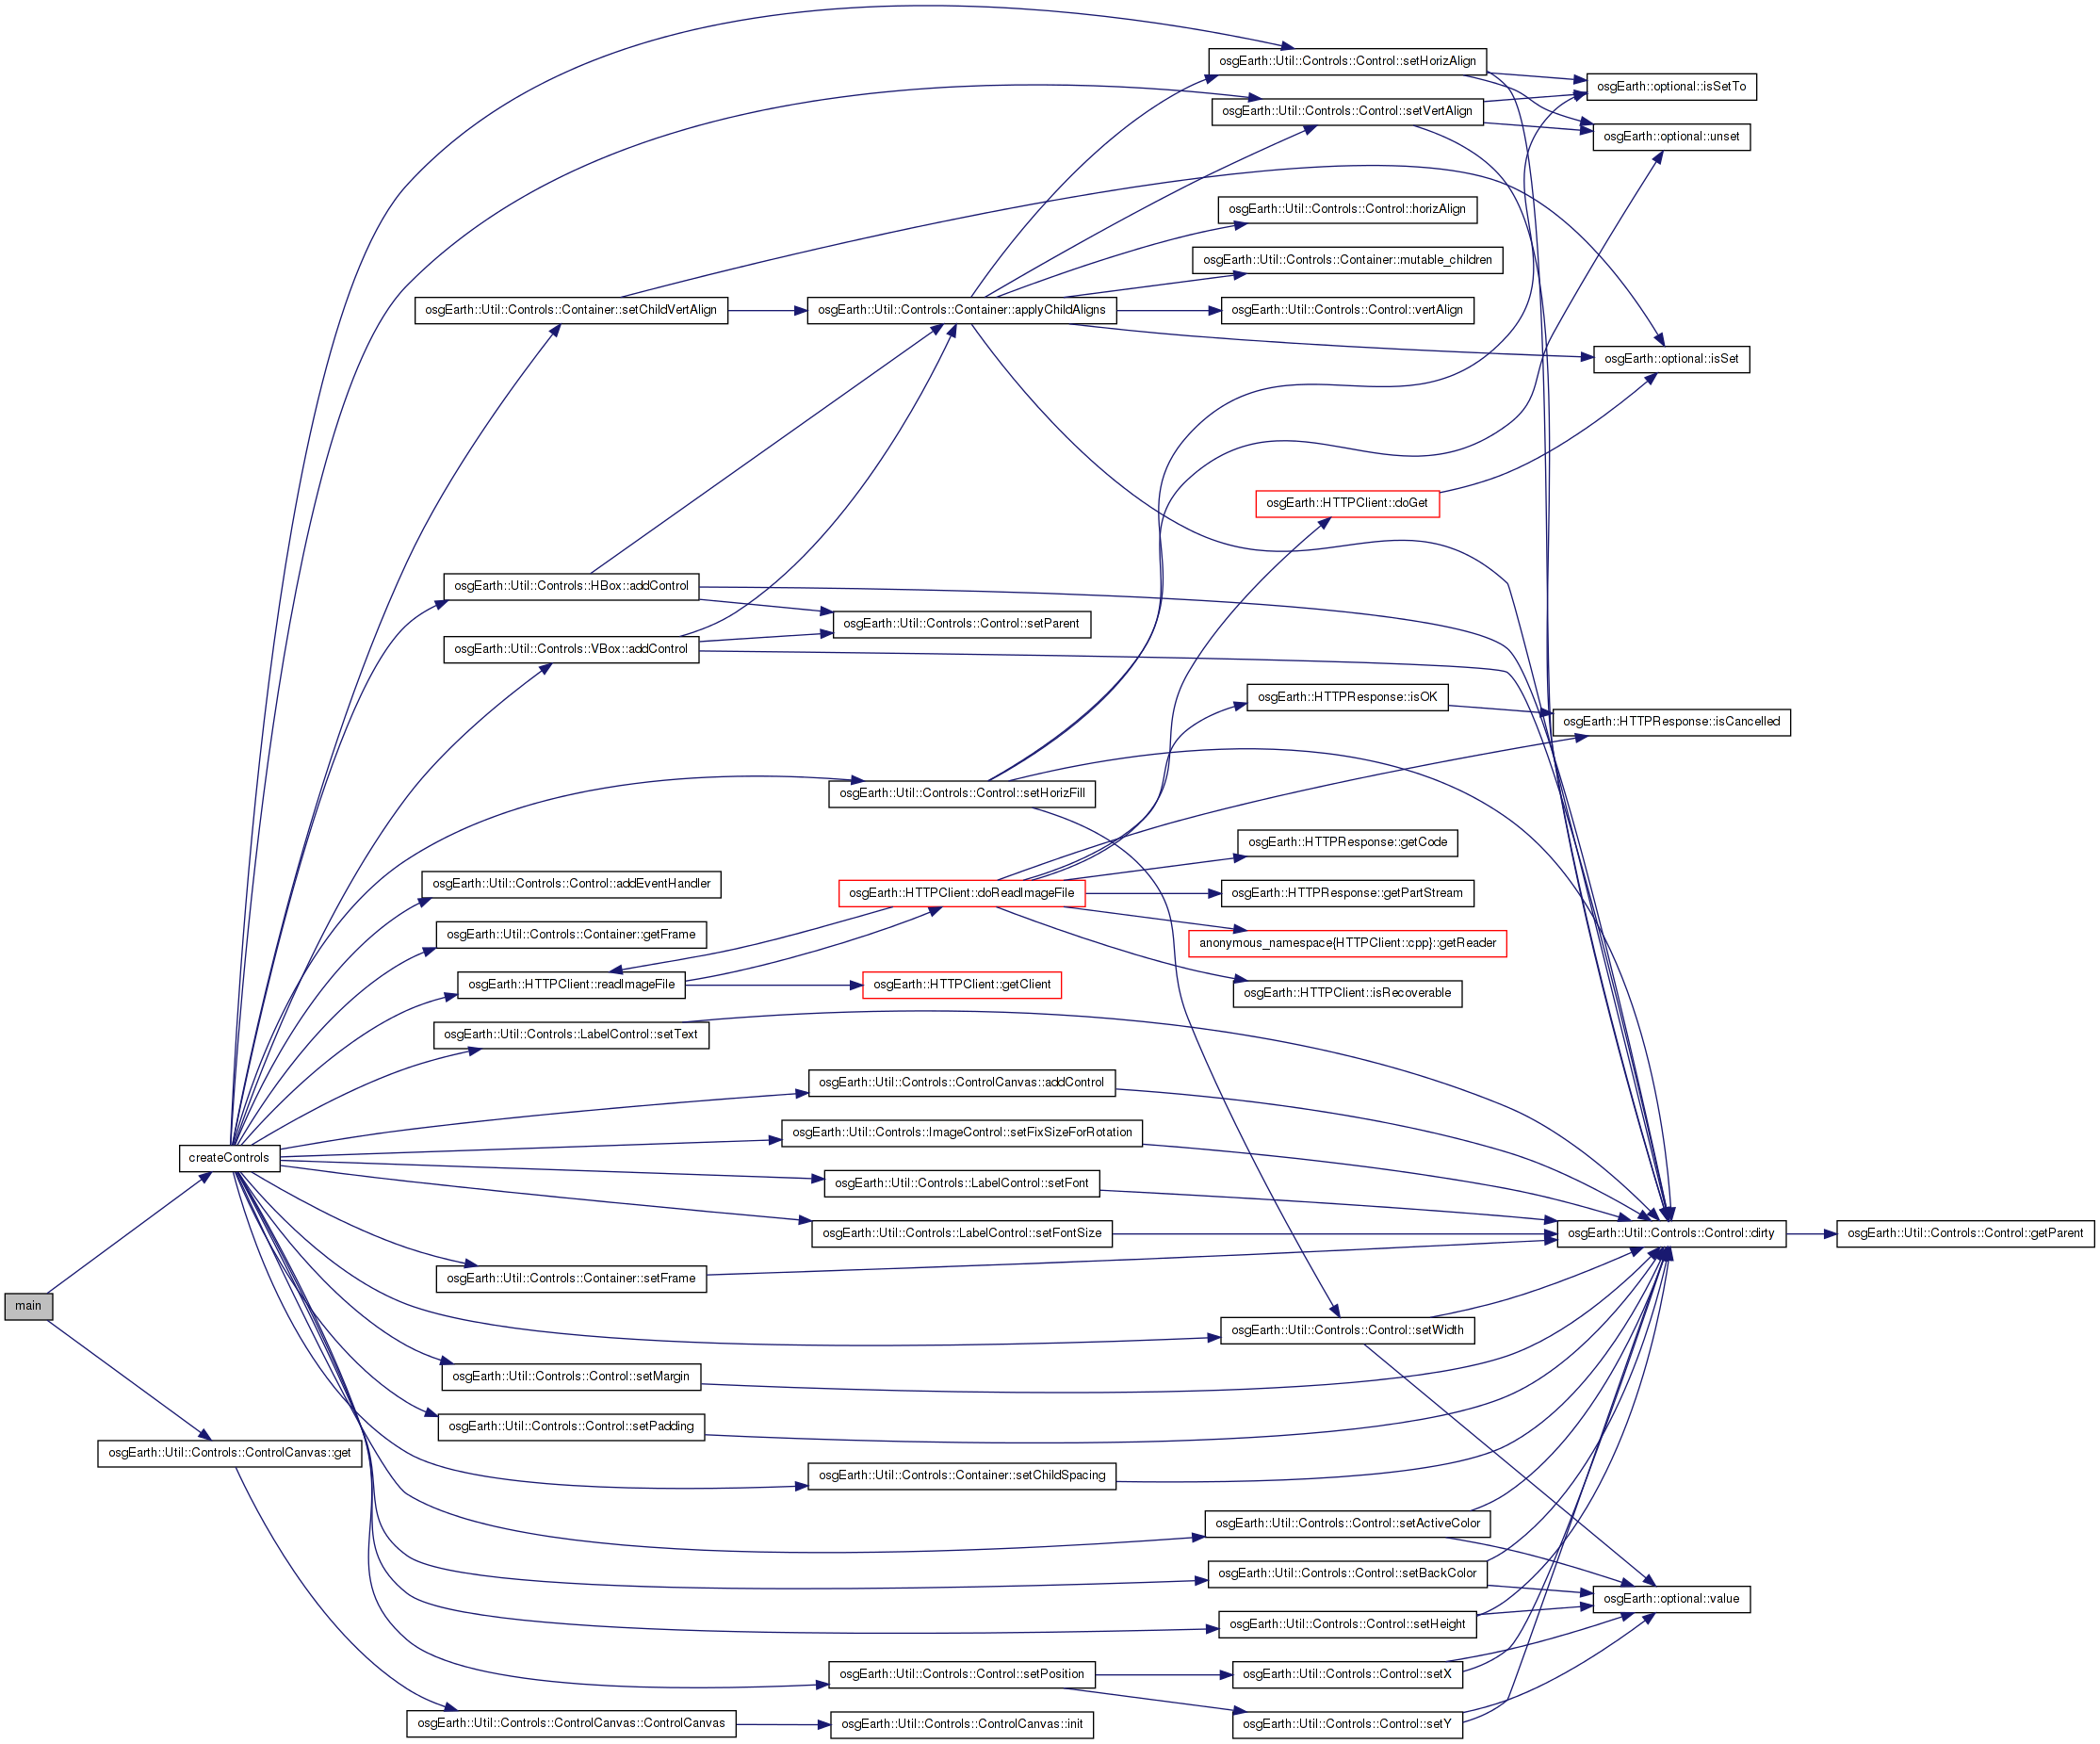 osgEarth::Util::Controls::Control::setHorizAlign
osgEarth::optional::isSetTo
osgEarth::Util::Controls::Control::setVertAlign
osgEarth::optional::unset
osgEarth::Util::Controls::Control::horizAlign
osgEarth::Util::Controls::Container::mutable_children
osgEarth::Util::Controls::Container::setChildVertAlign
osgEarth::Util::Controls::Container::applyChildAligns
osgEarth::Util::Controls::Control::vertAlign
osgEarth::optional::isSet
osgEarth::HTTPClient::doGet
osgEarth::Util::Controls::HBox::addControl
osgEarth::Util::Controls::Control::setParent
osgEarth::Util::Controls::VBox::addControl
osgEarth::HTTPResponse::isOK
osgEarth::HTTPResponse::isCancelled
osgEarth::Util::Controls::Control::setHorizFill
osgEarth::HTTPResponse::getCode
osgEarth::Util::Controls::Control::addEventHandler
osgEarth::HTTPClient::doReadImageFile
osgEarth::HTTPResponse::getPartStream
osgEarth::Util::Controls::Container::getFrame
anonymous_namespace{HTTPClient::cpp}::getReader
osgEarth::HTTPClient::readImageFile
osgEarth::HTTPClient::getClient
osgEarth::HTTPClient::isRecoverable
osgEarth::Util::Controls::LabelControl::setText
osgEarth::Util::Controls::ControlCanvas::addControl
osgEarth::Util::Controls::ImageControl::setFixSizeForRotation
createControls
osgEarth::Util::Controls::LabelControl::setFont
osgEarth::Util::Controls::LabelControl::setFontSize
osgEarth::Util::Controls::Control::dirty
osgEarth::Util::Controls::Control::getParent
osgEarth::Util::Controls::Container::setFrame
main
osgEarth::Util::Controls::Control::setWidth
osgEarth::Util::Controls::Control::setMargin
osgEarth::Util::Controls::Control::setPadding
osgEarth::Util::Controls::ControlCanvas::get
osgEarth::Util::Controls::Container::setChildSpacing
osgEarth::Util::Controls::Control::setActiveColor
osgEarth::Util::Controls::Control::setBackColor
osgEarth::optional::value
osgEarth::Util::Controls::Control::setHeight
osgEarth::Util::Controls::Control::setPosition
osgEarth::Util::Controls::Control::setX
osgEarth::Util::Controls::ControlCanvas::ControlCanvas
osgEarth::Util::Controls::ControlCanvas::init
osgEarth::Util::Controls::Control::setY